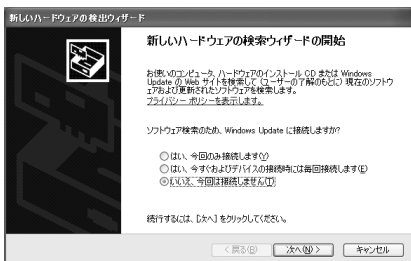 新しいハードウェアの検出ウィザード
新しいハードウェアの検索ウィザードの開始
お使いのコンピュータ、ハードウェアのインストール CD または Windows
Update の Web サイトを検索して (ユーザーの了解のもとに) 現在のソフトウ
ェアおよび更新されたソフトウェアを検索します。
プライバシー ポリシーを表示します。
ソフトウェア検索のため、Windows Update に接続しますか?
はい、今回のみ接続します(Y)
はい、今すぐおよびデバイスの接続時には毎回接続します(E)
いいえ、今回は接続しません(T)
続行するには、[次へ] をクリックしてください。
< 戻る(B)
次へ(N) >
キャンセル